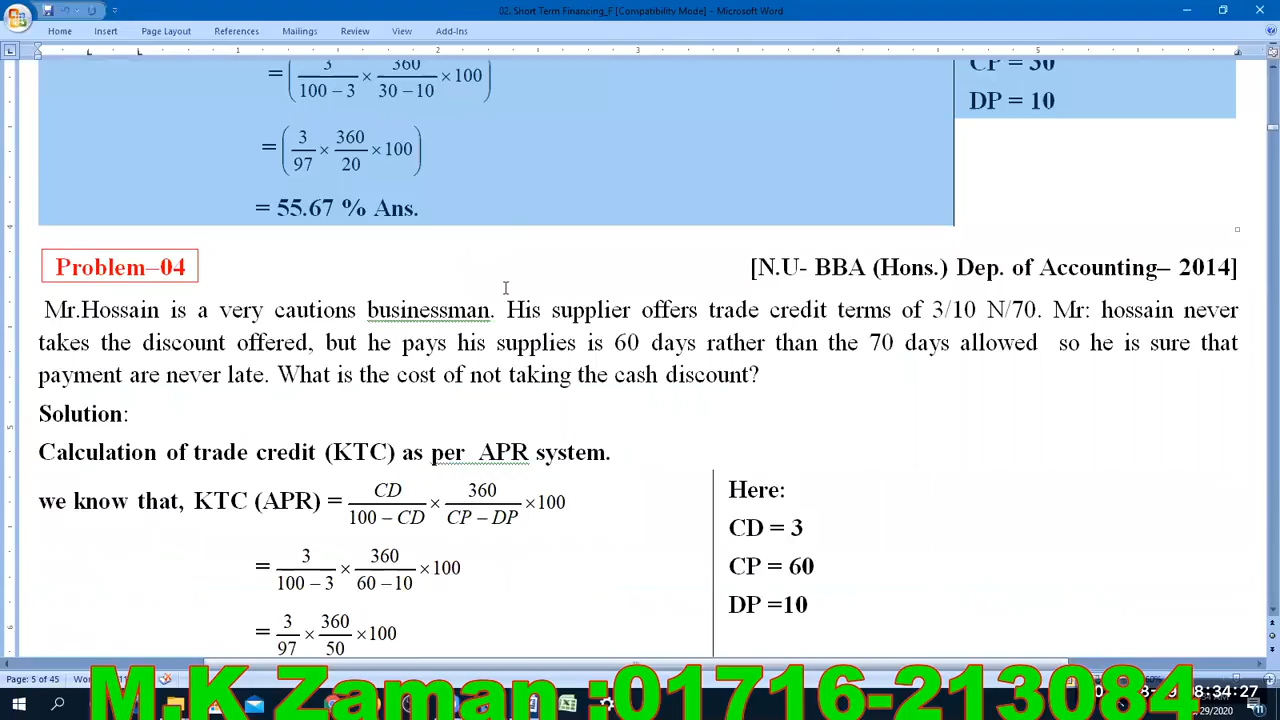 02. Short Term Financing_F [Compatibility Mode] - Microsoft Word
Home Insert Page Layout References Mailings Review View Add-Ins
1 2 3 4 5
= ( 3 / 100 – 3 × 360 / 30 – 10 × 100 )
CP = 30
DP = 10
= ( 3 / 97 × 360 / 20 × 100 )
= 55.67 % Ans.
Problem–04 [N.U- BBA (Hons.) Dep. of Accounting– 2014]
Mr.Hossain is a very cautions businessman. His supplier offers trade credit terms of 3/10 N/70. Mr: hossain never
takes the discount offered, but he pays his supplies is 60 days rather than the 70 days allowed so he is sure that
payment are never late. What is the cost of not taking the cash discount?
Solution:
Calculation of trade credit (KTC) as per APR system.
we know that, KTC (APR) = CD / 100 – CD × 360 / CP – DP ×100
= 3 / 100 – 3 × 360 / 60 – 10 ×100
= 3 / 97 × 360 / 50 ×100
Here:
CD = 3
CP = 60
DP =10
Page: 5 of 45
M.K Zaman :01716-213084
8:34:27
29/2020